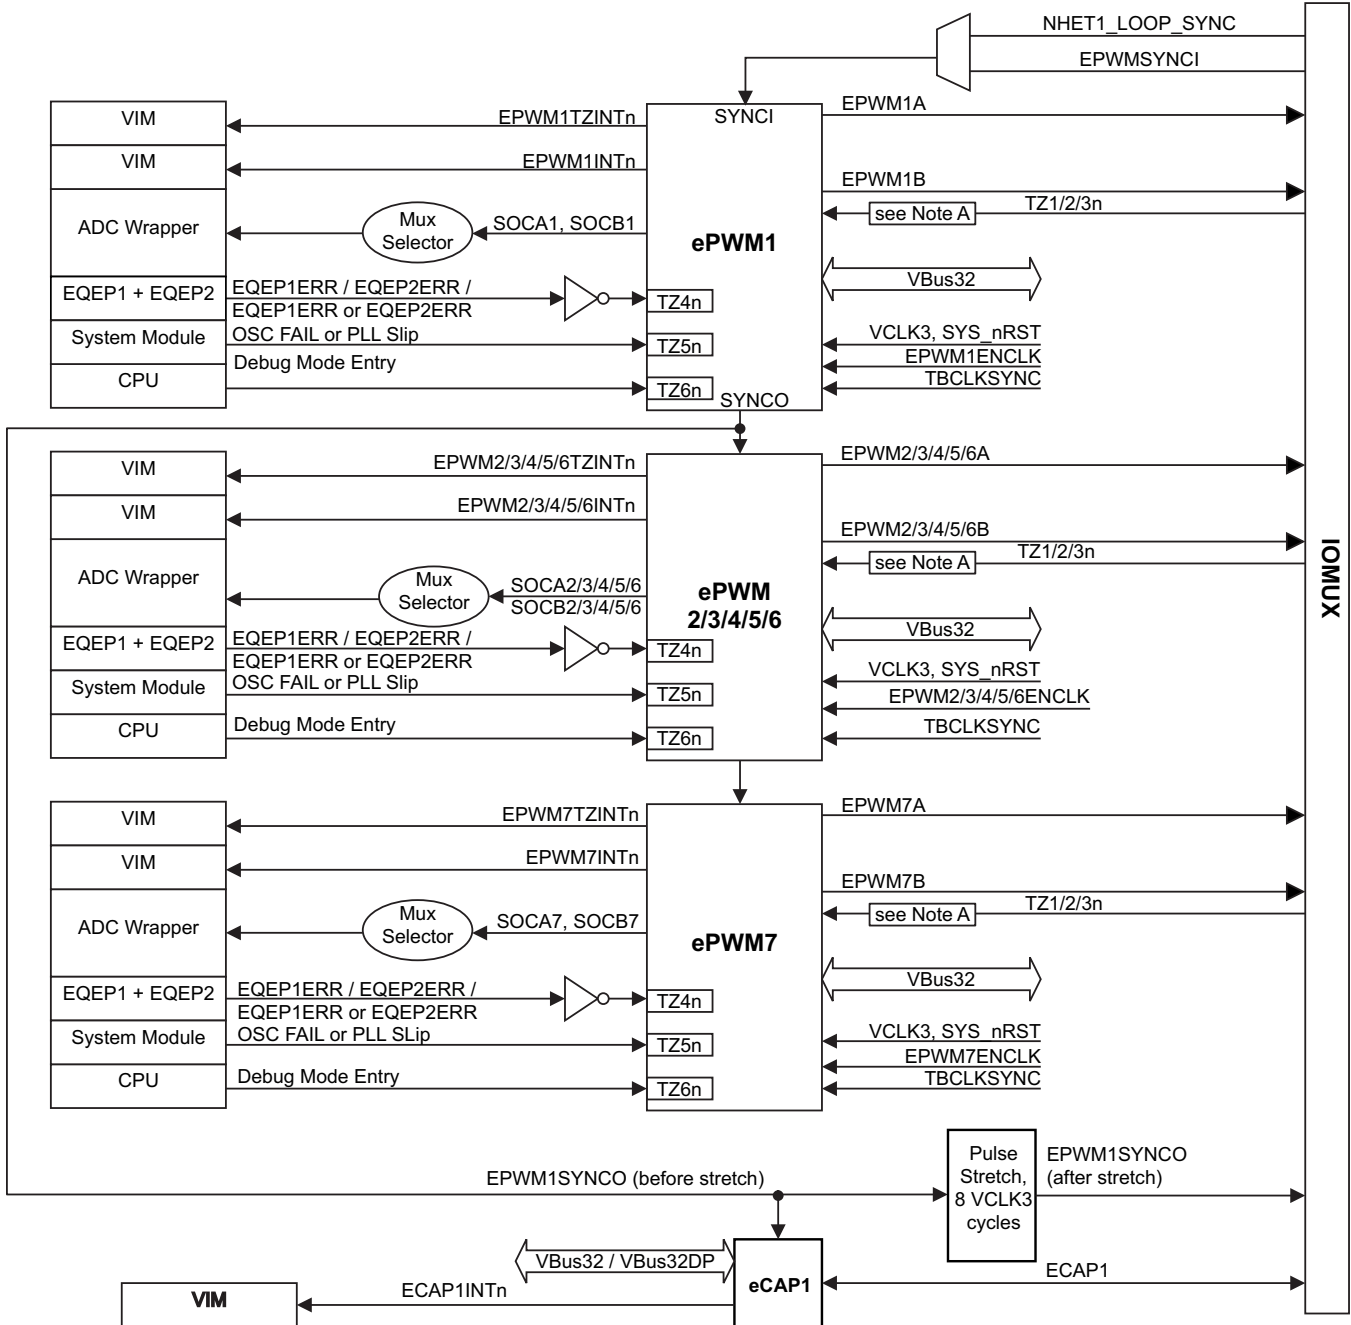 NHET1_LOOP_SYNC
EPWMSYNCI
VIM
EPWM1TZINTn
SYNCI
EPWM1A
VIM
EPWM1INTn
EPWM1B
ADC Wrapper
Mux
Selector
SOCA1, SOCB1
ePWM1
see Note A
TZ1/2/3n
VBus32
EQEP1 + EQEP2
EQEP1ERR / EQEP2ERR /
EQEP1ERR or EQEP2ERR
TZ4n
System Module
OSC FAIL or PLL Slip
TZ5n
VCLK3, SYS_nRST
EPWM1ENCLK
TBCLKSYNC
CPU
Debug Mode Entry
TZ6n
SYNCO
VIM
EPWM2/3/4/5/6TZINTn
EPWM2/3/4/5/6A
VIM
EPWM2/3/4/5/6INTn
EPWM2/3/4/5/6B
IOMUX
ADC Wrapper
Mux
Selector
SOCA2/3/4/5/6
SOCB2/3/4/5/6
ePWM
2/3/4/5/6
see Note A
TZ1/2/3n
VBus32
EQEP1 + EQEP2
EQEP1ERR / EQEP2ERR /
EQEP1ERR or EQEP2ERR
TZ4n
System Module
OSC FAIL or PLL Slip
TZ5n
VCLK3, SYS_nRST
EPWM2/3/4/5/6ENCLK
TBCLKSYNC
CPU
Debug Mode Entry
TZ6n
VIM
EPWM7TZINTn
EPWM7A
VIM
EPWM7INTn
EPWM7B
ADC Wrapper
Mux
Selector
SOCA7, SOCB7
ePWM7
see Note A
TZ1/2/3n
VBus32
EQEP1 + EQEP2
EQEP1ERR / EQEP2ERR /
EQEP1ERR or EQEP2ERR
TZ4n
System Module
OSC FAIL or PLL SLip
TZ5n
VCLK3, SYS_nRST
EPWM7ENCLK
TBCLKSYNC
CPU
Debug Mode Entry
TZ6n
EPWM1SYNCO (before stretch)
Pulse
Stretch,
8 VCLK3
cycles
EPWM1SYNCO
(after stretch)
VBus32 / VBus32DP
eCAP1
ECAP1
VIM
ECAP1INTn